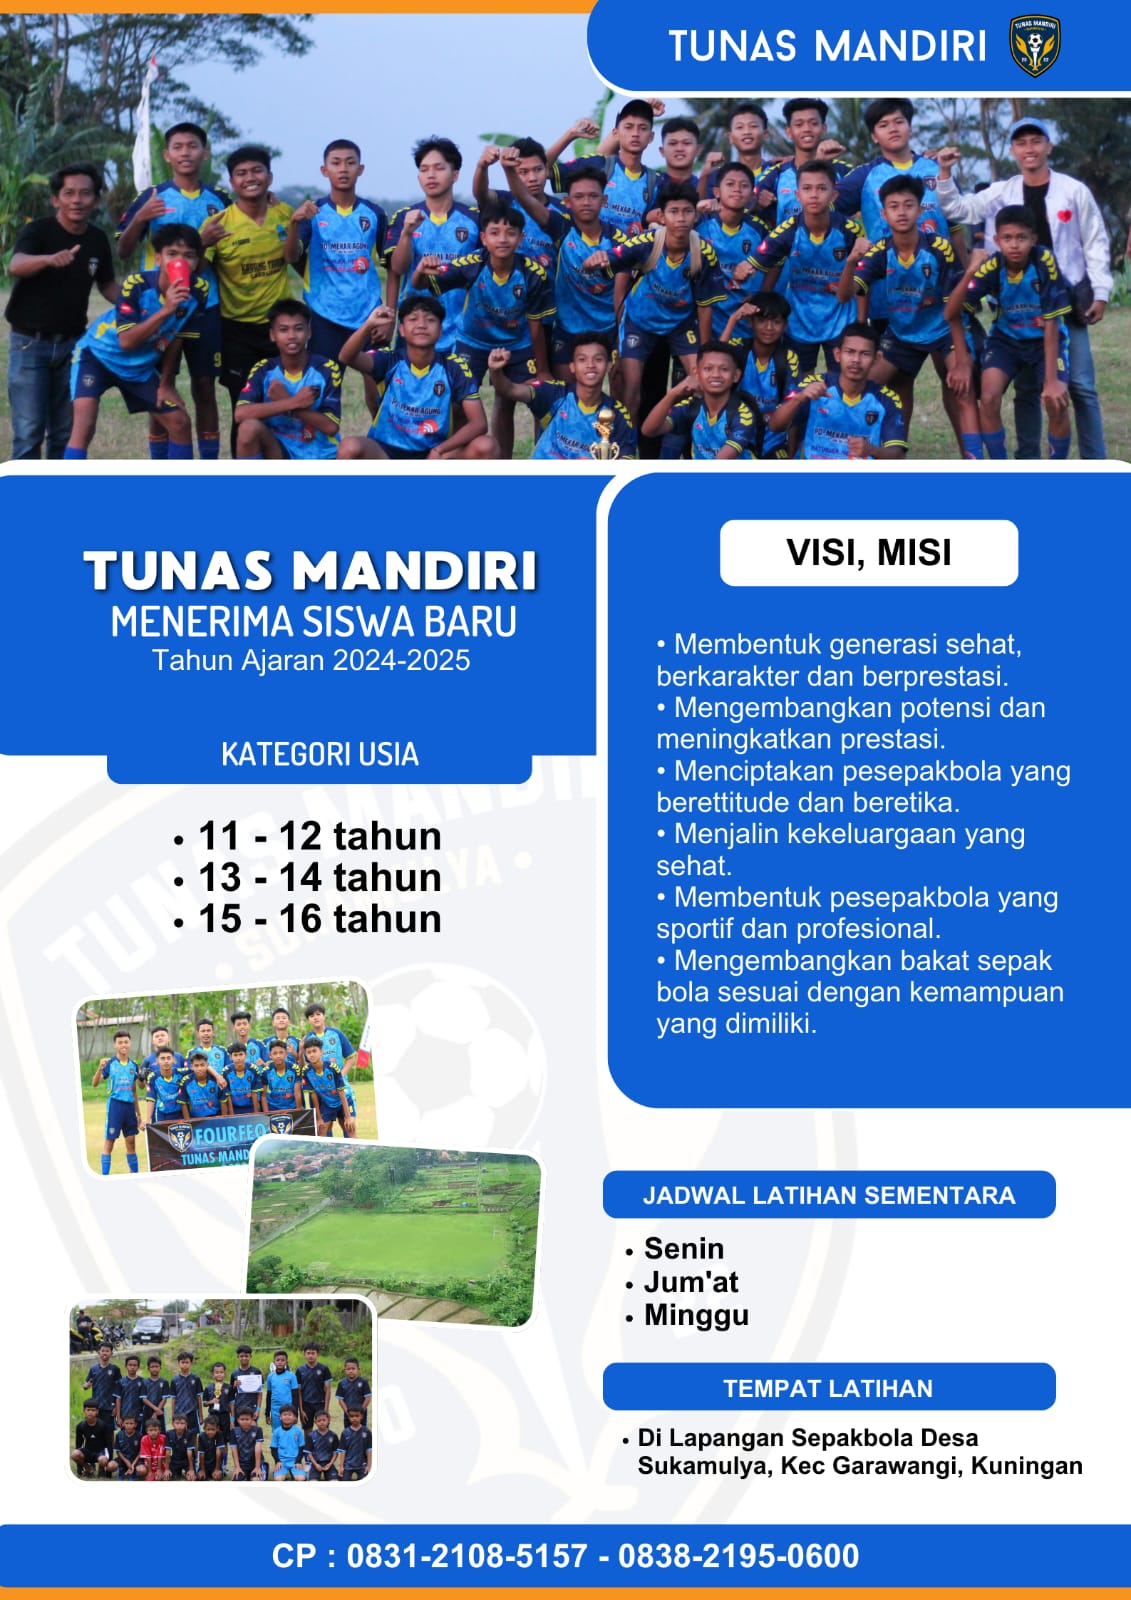 TUNAS MANDIRI
TUNAS MANDIRI
MENERIMA SISWA BARU
Tahun Ajaran 2024-2025
KATEGORI USIA
• 11 - 12 tahun
• 13 - 14 tahun
• 15 - 16 tahun
VISI, MISI
• Membentuk generasi sehat,
berkarakter dan berprestasi.
• Mengembangkan potensi dan
meningkatkan prestasi.
• Menciptakan pesepakbola yang
berettitude dan beretika.
• Menjalin kekeluargaan yang
sehat.
• Membentuk pesepakbola yang
sportif dan profesional.
• Mengembangkan bakat sepak
bola sesuai dengan kemampuan
yang dimiliki.
FOURFEO
TUNAS MAND
JADWAL LATIHAN SEMENTARA
• Senin
• Jum'at
• Minggu
TEMPAT LATIHAN
• Di Lapangan Sepakbola Desa
Sukamulya, Kec Garawangi, Kuningan
CP : 0831-2108-5157 - 0838-2195-0600